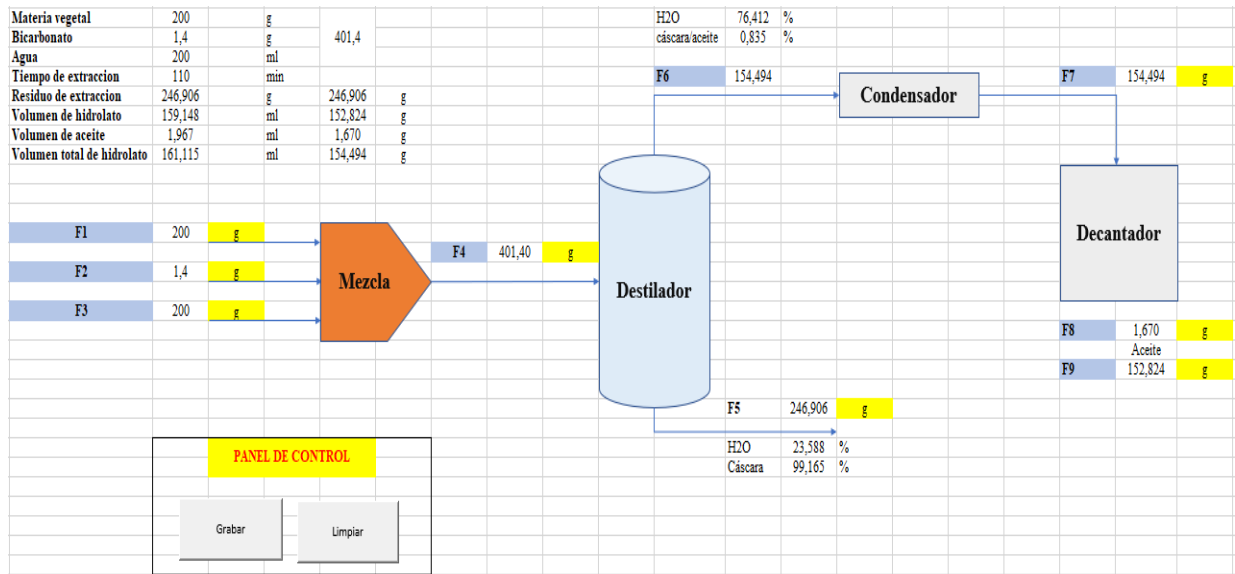 Materia vegetal 200 g
Bicarbonato 1,4 g 401,4
Agua 200 ml
Tiempo de extraccion 110 min
Residuo de extraccion 246,906 g 246,906 g
Volumen de hidrolato 159,148 ml 152,824 g
Volumen de aceite 1,967 ml 1,670 g
Volumen total de hidrolato 161,115 ml 154,494 g
H2O 76,412 %
cáscara/aceite 0,835 %
F6 154,494
Condensador
F7 154,494 g
F1 200 g
F2 1,4 g
F3 200 g
Mezcla
F4 401,40 g
Destilador
Decantador
F8 1,670 g
Aceite
F9 152,824 g
F5 246,906 g
H2O 23,588 %
Cáscara 99,165 %
PANEL DE CONTROL
Grabar
Limpiar